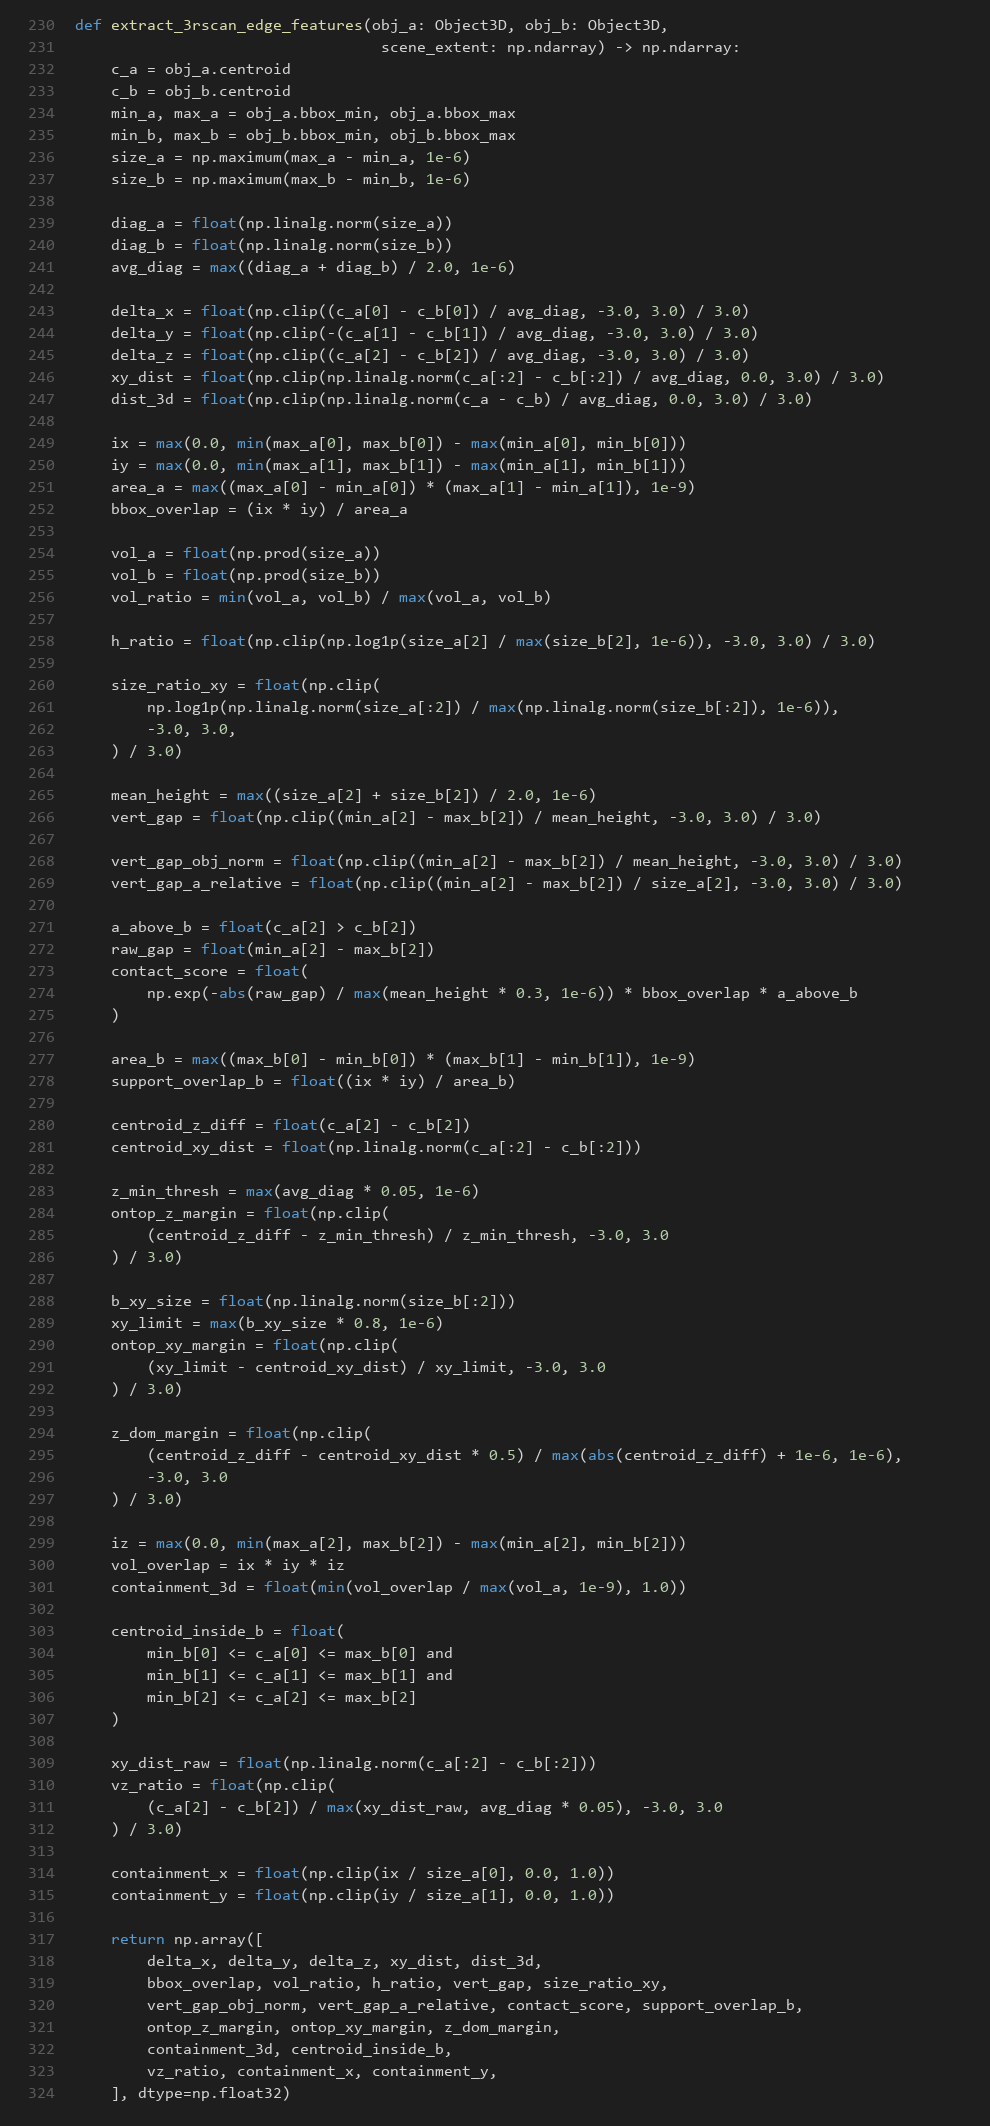 230 def extract_3rscan_edge_features(obj_a: Object3D, obj_b: Object3D,
231                                  scene_extent: np.ndarray) -> np.ndarray:
232     c_a = obj_a.centroid
233     c_b = obj_b.centroid
234     min_a, max_a = obj_a.bbox_min, obj_a.bbox_max
235     min_b, max_b = obj_b.bbox_min, obj_b.bbox_max
236     size_a = np.maximum(max_a - min_a, 1e-6)
237     size_b = np.maximum(max_b - min_b, 1e-6)
238
239     diag_a = float(np.linalg.norm(size_a))
240     diag_b = float(np.linalg.norm(size_b))
241     avg_diag = max((diag_a + diag_b) / 2.0, 1e-6)
242
243     delta_x = float(np.clip((c_a[0] - c_b[0]) / avg_diag, -3.0, 3.0) / 3.0)
244     delta_y = float(np.clip(-(c_a[1] - c_b[1]) / avg_diag, -3.0, 3.0) / 3.0)
245     delta_z = float(np.clip((c_a[2] - c_b[2]) / avg_diag, -3.0, 3.0) / 3.0)
246     xy_dist = float(np.clip(np.linalg.norm(c_a[:2] - c_b[:2]) / avg_diag, 0.0, 3.0) / 3.0)
247     dist_3d = float(np.clip(np.linalg.norm(c_a - c_b) / avg_diag, 0.0, 3.0) / 3.0)
248
249     ix = max(0.0, min(max_a[0], max_b[0]) - max(min_a[0], min_b[0]))
250     iy = max(0.0, min(max_a[1], max_b[1]) - max(min_a[1], min_b[1]))
251     area_a = max((max_a[0] - min_a[0]) * (max_a[1] - min_a[1]), 1e-9)
252     bbox_overlap = (ix * iy) / area_a
253
254     vol_a = float(np.prod(size_a))
255     vol_b = float(np.prod(size_b))
256     vol_ratio = min(vol_a, vol_b) / max(vol_a, vol_b)
257
258     h_ratio = float(np.clip(np.log1p(size_a[2] / max(size_b[2], 1e-6)), -3.0, 3.0) / 3.0)
259
260     size_ratio_xy = float(np.clip(
261         np.log1p(np.linalg.norm(size_a[:2]) / max(np.linalg.norm(size_b[:2]), 1e-6)),
262         -3.0, 3.0,
263     ) / 3.0)
264
265     mean_height = max((size_a[2] + size_b[2]) / 2.0, 1e-6)
266     vert_gap = float(np.clip((min_a[2] - max_b[2]) / mean_height, -3.0, 3.0) / 3.0)
267
268     vert_gap_obj_norm = float(np.clip((min_a[2] - max_b[2]) / mean_height, -3.0, 3.0) / 3.0)
269     vert_gap_a_relative = float(np.clip((min_a[2] - max_b[2]) / size_a[2], -3.0, 3.0) / 3.0)
270
271     a_above_b = float(c_a[2] > c_b[2])
272     raw_gap = float(min_a[2] - max_b[2])
273     contact_score = float(
274         np.exp(-abs(raw_gap) / max(mean_height * 0.3, 1e-6)) * bbox_overlap * a_above_b
275     )
276
277     area_b = max((max_b[0] - min_b[0]) * (max_b[1] - min_b[1]), 1e-9)
278     support_overlap_b = float((ix * iy) / area_b)
279
280     centroid_z_diff = float(c_a[2] - c_b[2])
281     centroid_xy_dist = float(np.linalg.norm(c_a[:2] - c_b[:2]))
282
283     z_min_thresh = max(avg_diag * 0.05, 1e-6)
284     ontop_z_margin = float(np.clip(
285         (centroid_z_diff - z_min_thresh) / z_min_thresh, -3.0, 3.0
286     ) / 3.0)
287
288     b_xy_size = float(np.linalg.norm(size_b[:2]))
289     xy_limit = max(b_xy_size * 0.8, 1e-6)
290     ontop_xy_margin = float(np.clip(
291         (xy_limit - centroid_xy_dist) / xy_limit, -3.0, 3.0
292     ) / 3.0)
293
294     z_dom_margin = float(np.clip(
295         (centroid_z_diff - centroid_xy_dist * 0.5) / max(abs(centroid_z_diff) + 1e-6, 1e-6),
296         -3.0, 3.0
297     ) / 3.0)
298
299     iz = max(0.0, min(max_a[2], max_b[2]) - max(min_a[2], min_b[2]))
300     vol_overlap = ix * iy * iz
301     containment_3d = float(min(vol_overlap / max(vol_a, 1e-9), 1.0))
302
303     centroid_inside_b = float(
304         min_b[0] <= c_a[0] <= max_b[0] and
305         min_b[1] <= c_a[1] <= max_b[1] and
306         min_b[2] <= c_a[2] <= max_b[2]
307     )
308
309     xy_dist_raw = float(np.linalg.norm(c_a[:2] - c_b[:2]))
310     vz_ratio = float(np.clip(
311         (c_a[2] - c_b[2]) / max(xy_dist_raw, avg_diag * 0.05), -3.0, 3.0
312     ) / 3.0)
313
314     containment_x = float(np.clip(ix / size_a[0], 0.0, 1.0))
315     containment_y = float(np.clip(iy / size_a[1], 0.0, 1.0))
316
317     return np.array([
318         delta_x, delta_y, delta_z, xy_dist, dist_3d,
319         bbox_overlap, vol_ratio, h_ratio, vert_gap, size_ratio_xy,
320         vert_gap_obj_norm, vert_gap_a_relative, contact_score, support_overlap_b,
321         ontop_z_margin, ontop_xy_margin, z_dom_margin,
322         containment_3d, centroid_inside_b,
323         vz_ratio, containment_x, containment_y,
324     ], dtype=np.float32)